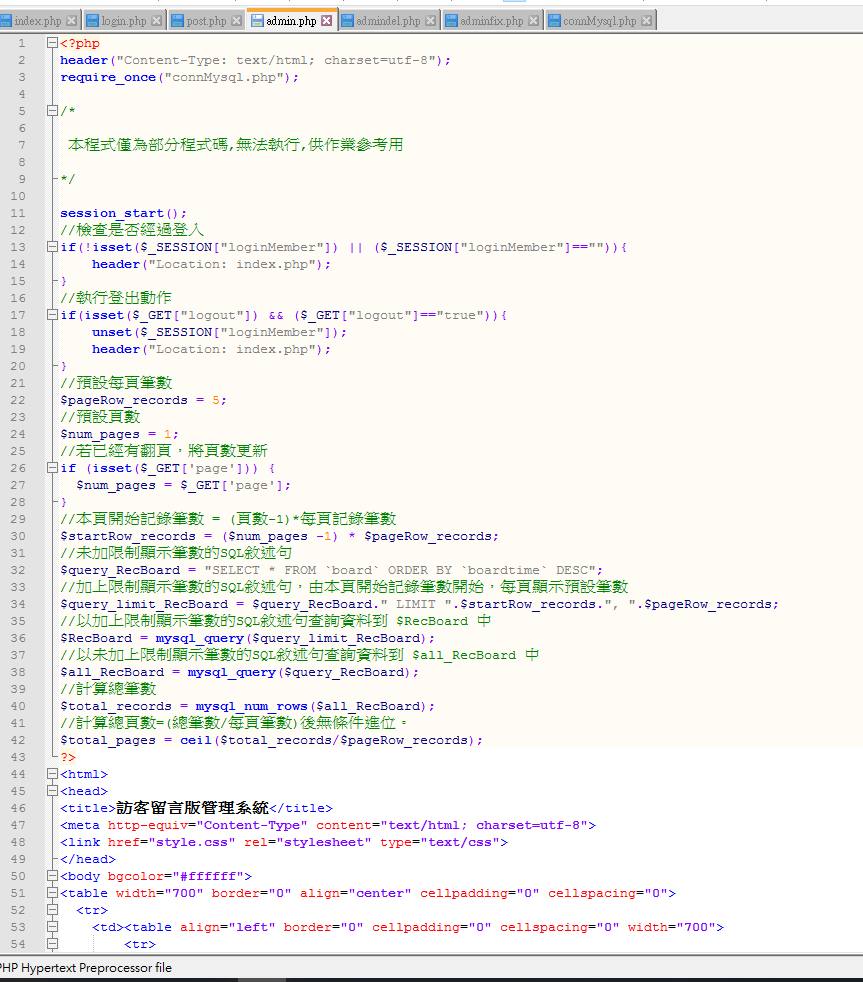 index.php login.php post.php admin.php admindel.php adminfix.php connMysql.php
1 <?php
2 header("Content-Type: text/html; charset=utf-8");
3 require_once("connMysql.php");
4
5 /*
6
7 本程式僅為部分程式碼,無法執行,供作業參考用
8
9 */
10
11 session_start();
12 //檢查是否經過登入
13 if(!isset($_SESSION["loginMember"]) || ($_SESSION["loginMember"]=="")){
14 header("Location: index.php");
15 }
16 //執行登出動作
17 if(isset($_GET["logout"]) && ($_GET["logout"]=="true")){
18 unset($_SESSION["loginMember"]);
19 header("Location: index.php");
20 }
21 //預設每頁筆數
22 $pageRow_records = 5;
23 //預設頁數
24 $num_pages = 1;
25 //若已經有翻頁，將頁數更新
26 if (isset($_GET['page'])) {
27 $num_pages = $_GET['page'];
28 }
29 //本頁開始記錄筆數 = (頁數-1)*每頁記錄筆數
30 $startRow_records = ($num_pages -1) * $pageRow_records;
31 //未加限制顯示筆數的SQL敘述句
32 $query_RecBoard = "SELECT * FROM `board` ORDER BY `boardtime` DESC";
33 //加上限制顯示筆數的SQL敘述句，由本頁開始記錄筆數開始，每頁顯示預設筆數
34 $query_limit_RecBoard = $query_RecBoard." LIMIT ".$startRow_records.", ".$pageRow_records;
35 //以加上限制顯示筆數的SQL敘述句查詢資料到 $RecBoard 中
36 $RecBoard = mysql_query($query_limit_RecBoard);
37 //以未加上限制顯示筆數的SQL敘述句查詢資料到 $all_RecBoard 中
38 $all_RecBoard = mysql_query($query_RecBoard);
39 //計算總筆數
40 $total_records = mysql_num_rows($all_RecBoard);
41 //計算總頁數=(總筆數/每頁筆數)後無條件進位。
42 $total_pages = ceil($total_records/$pageRow_records);
43 ?>
44 <html>
45 <head>
46 <title>訪客留言版管理系統</title>
47 <meta http-equiv="Content-Type" content="text/html; charset=utf-8">
48 <link href="style.css" rel="stylesheet" type="text/css">
49 </head>
50 <body bgcolor="#ffffff">
51 <table width="700" border="0" align="center" cellpadding="0" cellspacing="0">
52 <tr>
53 <td><table align="left" border="0" cellpadding="0" cellspacing="0" width="700">
54 <tr>
PHP Hypertext Preprocessor file